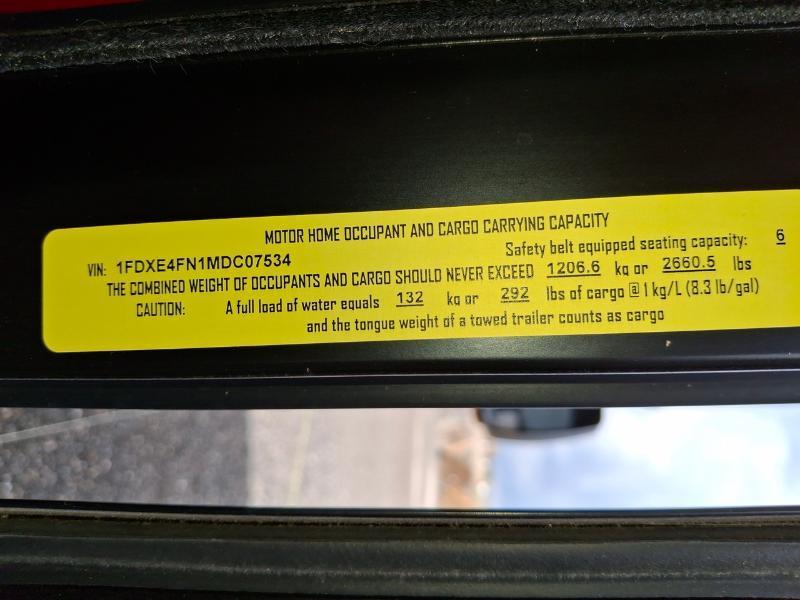 MOTOR HOME OCCUPANT AND CARGO CARRYING CAPACITY
VIN: 1FDXE4FN1MDC07534 Safety belt equipped seating capacity: 6
THE COMBINED WEIGHT OF OCCUPANTS AND CARGO SHOULD NEVER EXCEED 1206.6 kg or 2660.5 lbs
CAUTION: A full load of water equals 132 kg or 292 lbs of cargo @ 1 kg/L (8.3 lb/gal)
and the tongue weight of a towed trailer counts as cargo